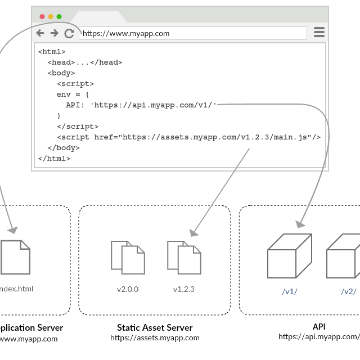 https://www.myapp.com
<html>
<head>...</head>
<body>
<script>
env = {
API: 'https://api.myapp.com/v1/'
}
</script>
<script href="https://assets.myapp.com/v1.2.3/main.js"/>
</body>
</html>
ndex.html
v2.0.0
v1.2.3
/v1/
/v2/
plication Server
Static Asset Server
API
www.myapp.com
https://assets.myapp.com
https://api.myapp.com/